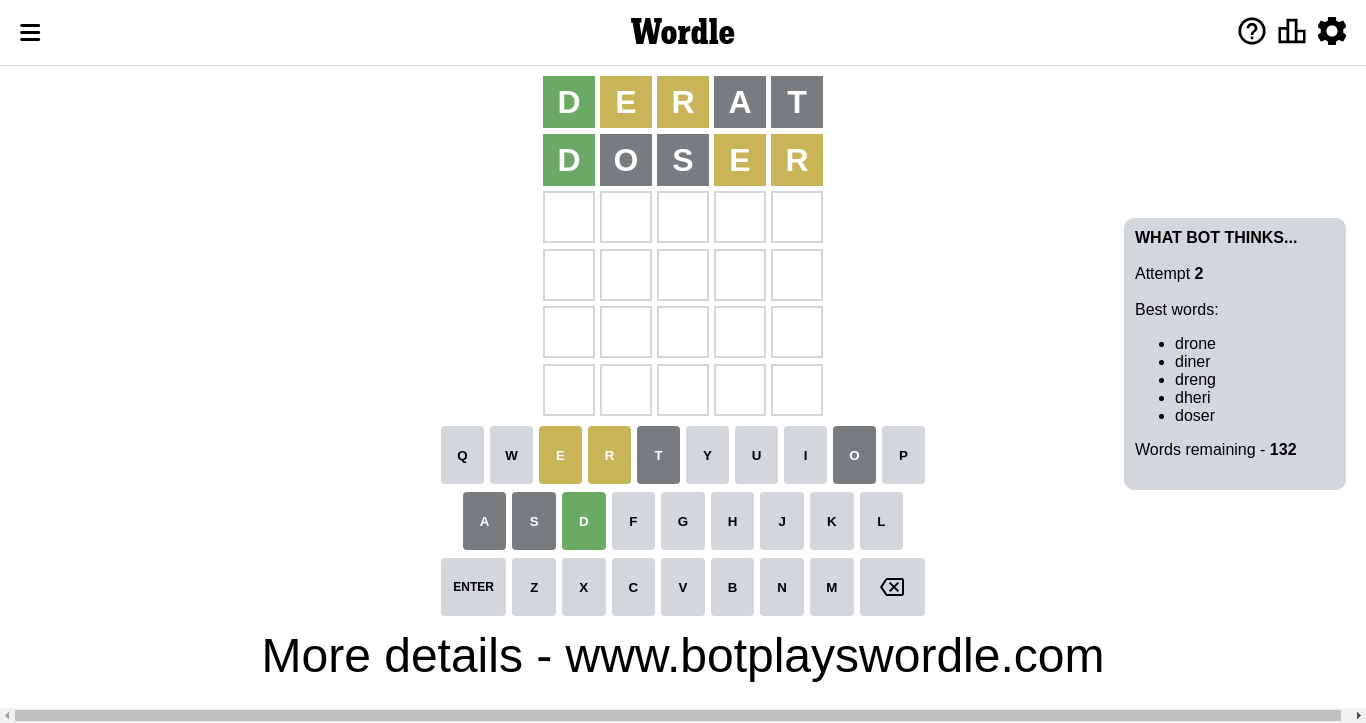 Wordle
D E R A T
D O S E R
WHAT BOT THINKS...
Attempt 2
Best words:
drone
diner
dreng
dheri
doser
Words remaining - 132
Q W E R T Y U I O P
A S D F G H J K L
ENTER Z X C V B N M
More details - www.botplayswordle.com